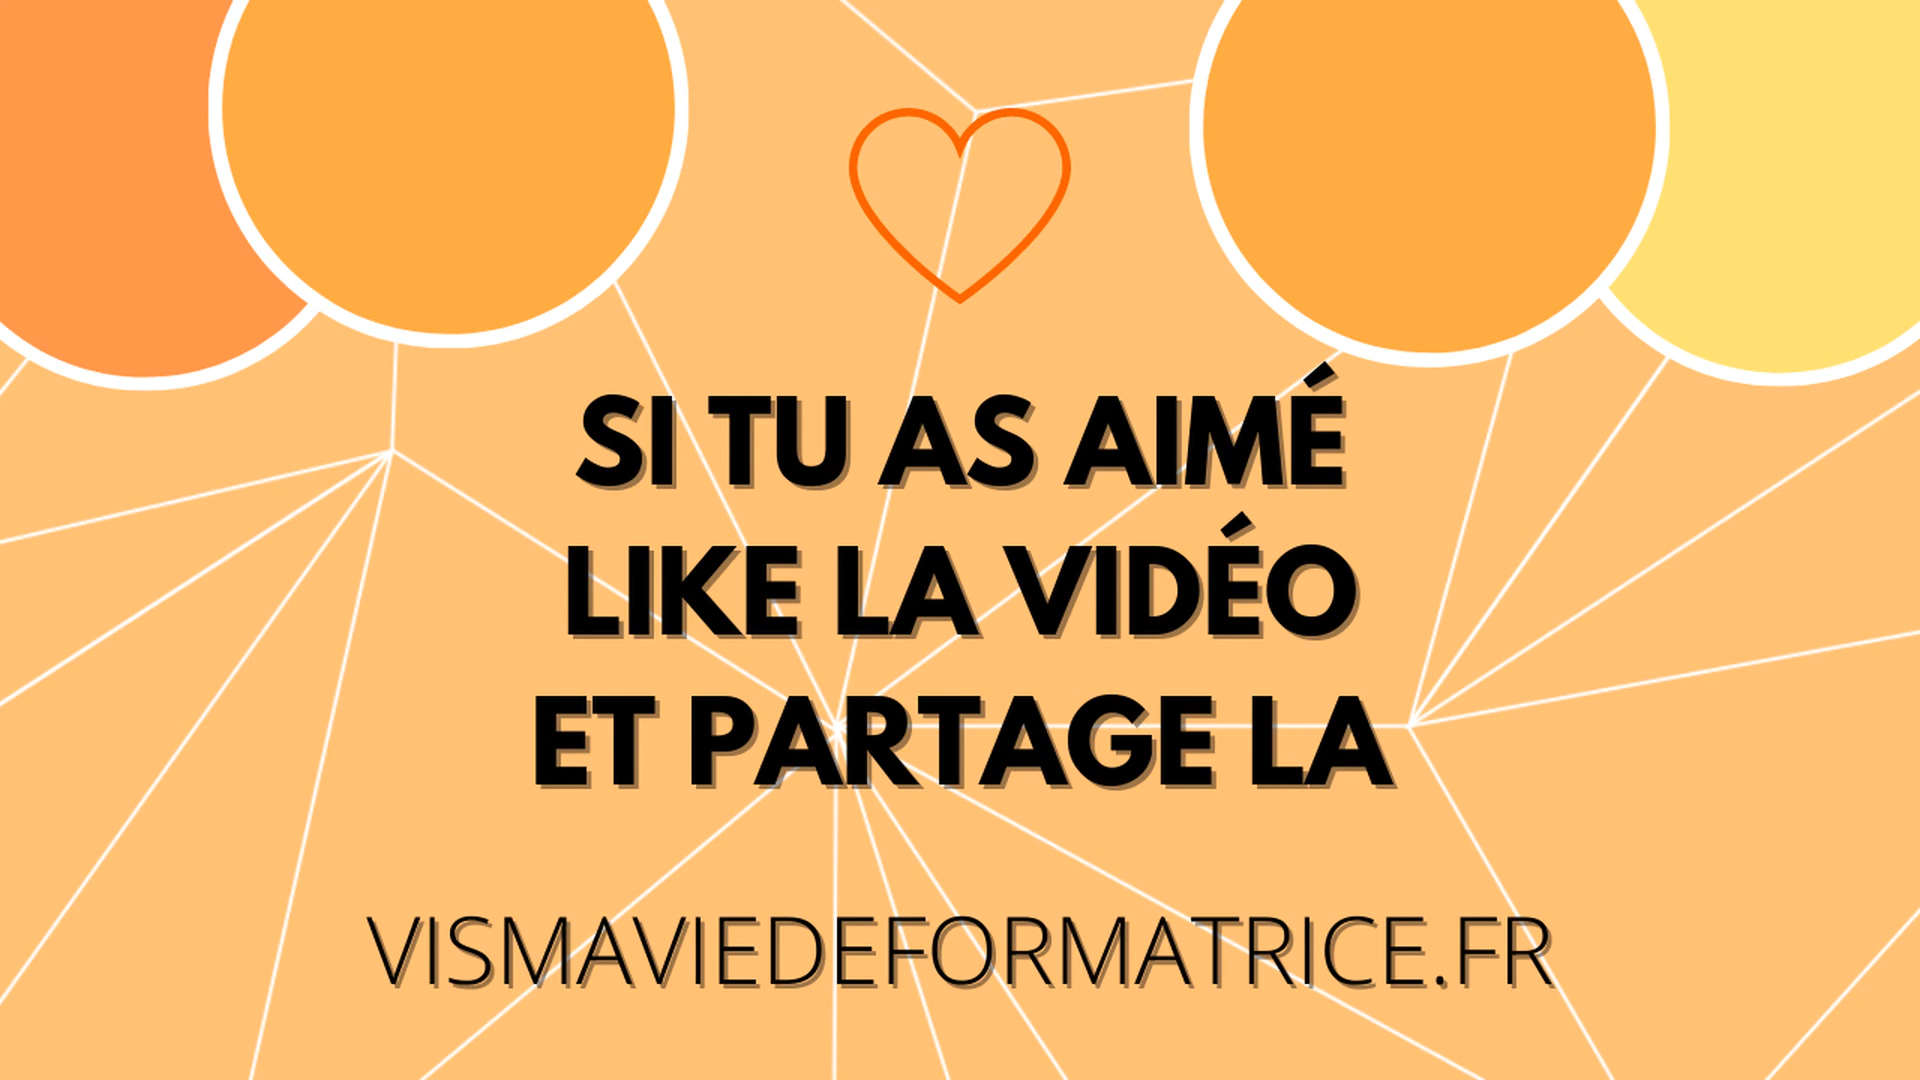 SI TU AS AIMÉ
LIKE LA VIDÉO
ET PARTAGE LA
VISMAVIEDEFORMATRICE.FR